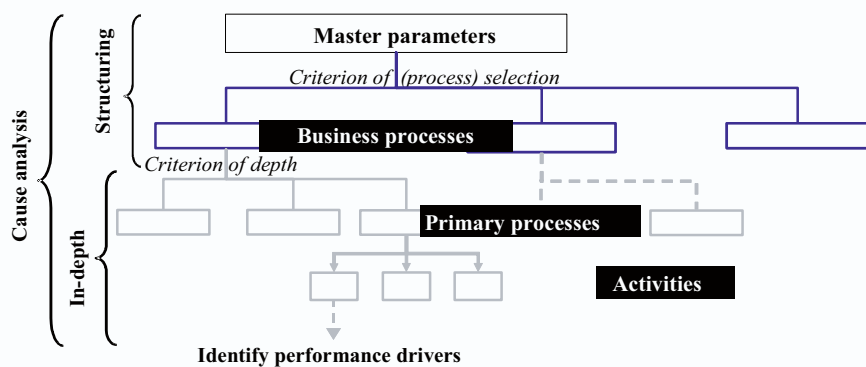 Master parameters
Criterion of (process) selection
Structuring
Business processes
Criterion of depth
Cause analysis
Primary processes
In-depth
Activities
Identify performance drivers